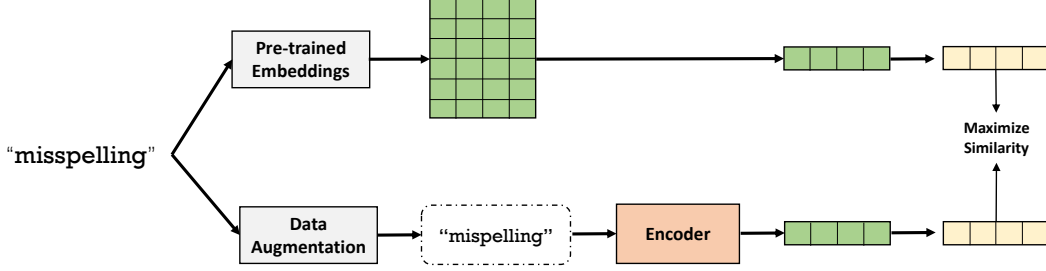 Pre-trained
Embeddings
"misspelling"
Maximize
Similarity
Data
Augmentation
"mispelling"
Encoder